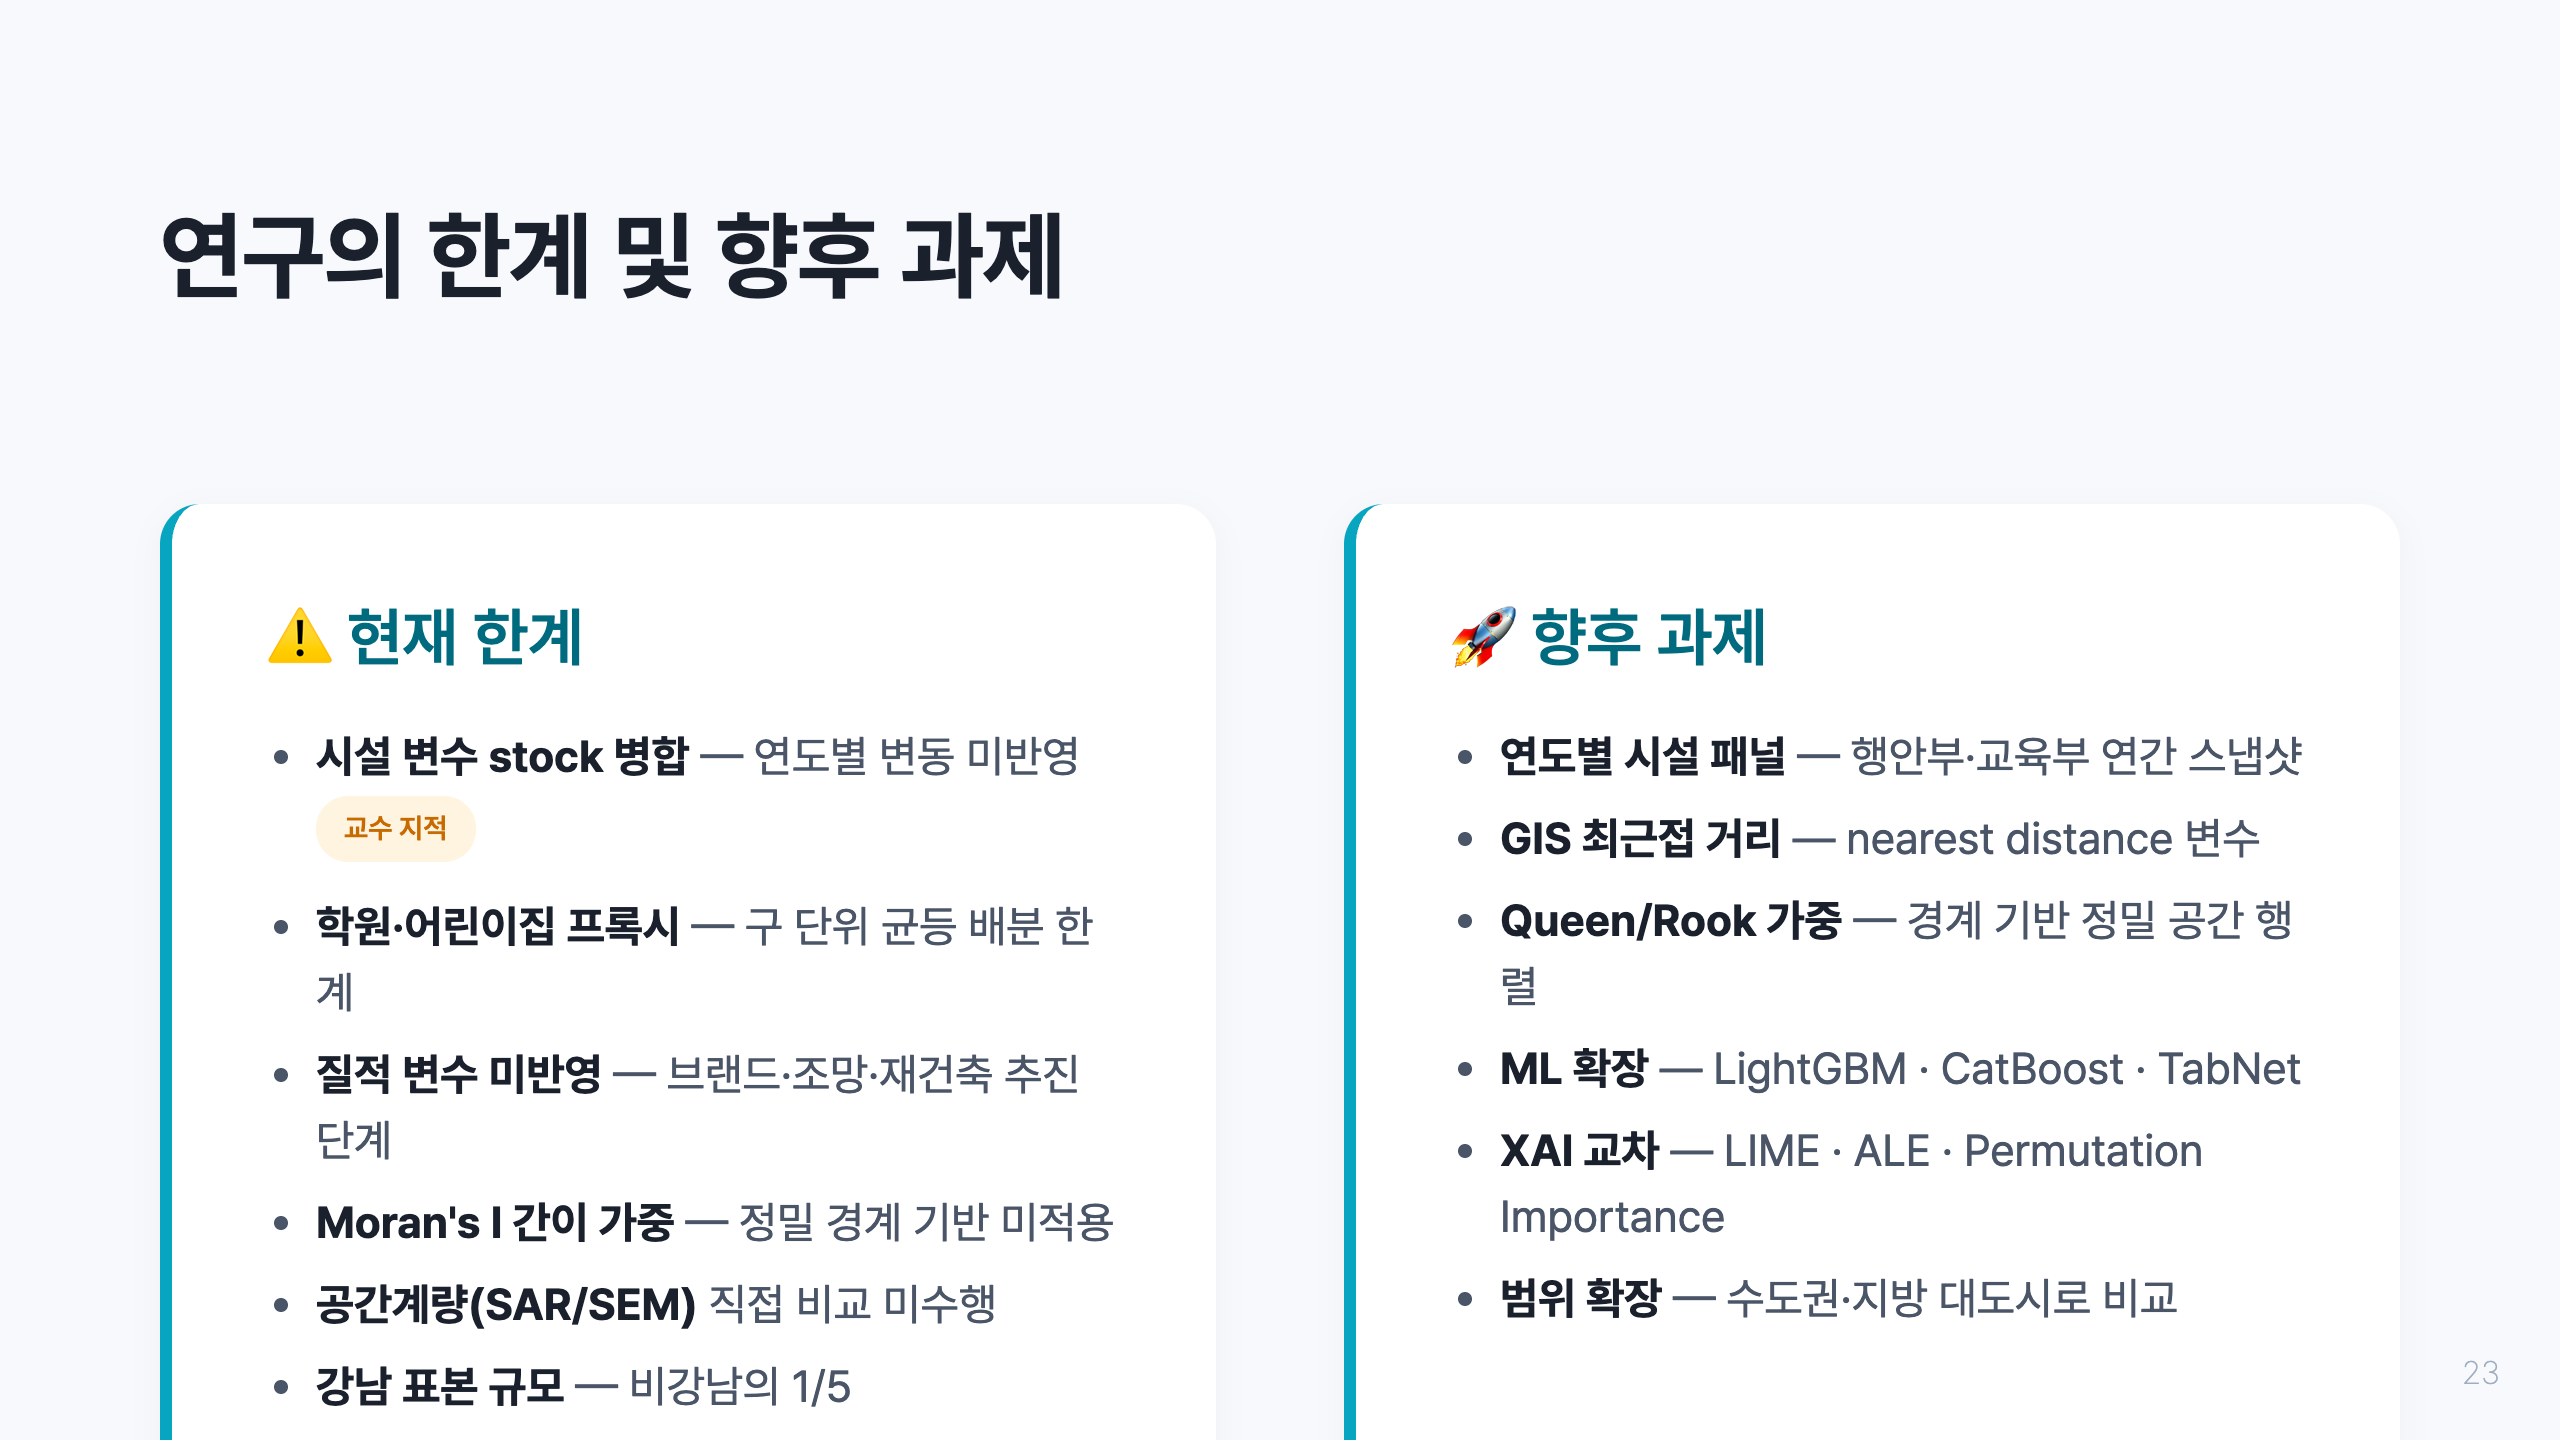 연구의 한계 및 향후 과제
⚠️ 현재 한계
• 시설 변수 stock 병합 — 연도별 변동 미반영
교수 지적
• 학원·어린이집 프록시 — 구 단위 균등 배분 한
계
• 질적 변수 미반영 — 브랜드·조망·재건축 추진
단계
• Moran's I 간이 가중 — 정밀 경계 기반 미적용
• 공간계량(SAR/SEM) 직접 비교 미수행
• 강남 표본 규모 — 비강남의 1/5
🚀 향후 과제
• 연도별 시설 패널 — 행안부·교육부 연간 스냅샷
• GIS 최근접 거리 — nearest distance 변수
• Queen/Rook 가중 — 경계 기반 정밀 공간 행
렬
• ML 확장 — LightGBM · CatBoost · TabNet
• XAI 교차 — LIME · ALE · Permutation
Importance
• 범위 확장 — 수도권·지방 대도시로 비교
23